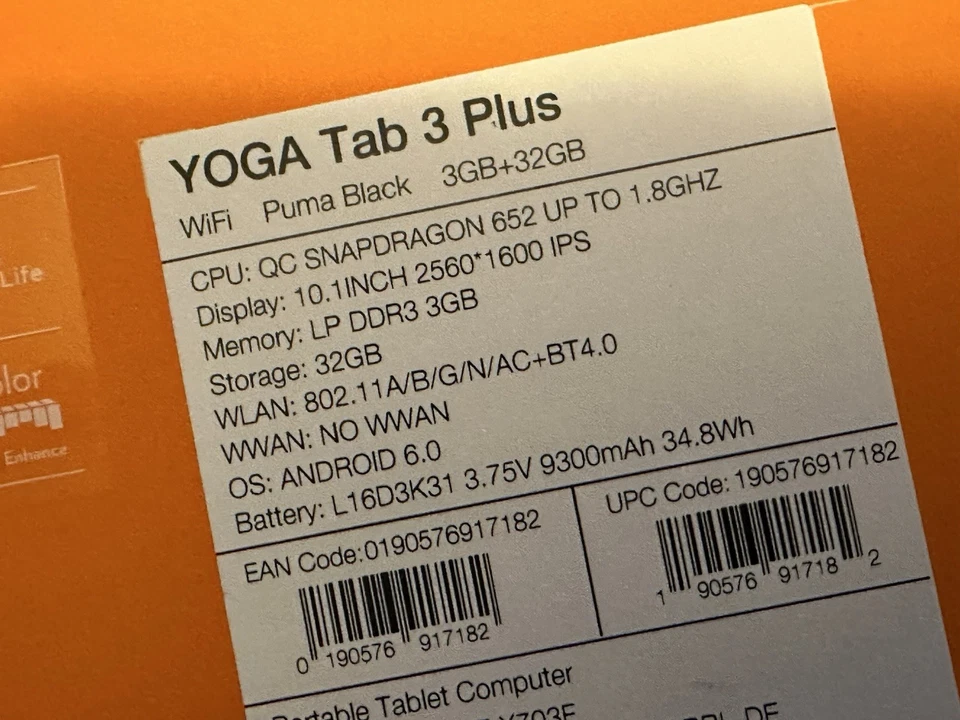 YOGA Tab 3 Plus
WiFi Puma Black 3GB+32GB
CPU: QC SNAPDRAGON 652 UP TO 1.8GHZ
Display: 10.1INCH 2560*1600 IPS
Memory: LP DDR3 3GB
Storage: 32GB
WLAN: 802.11A/B/G/N/AC+BT4.0
WWAN: NO WWAN
OS: ANDROID 6.0
Battery: L16D3K31 3.75V 9300mAh 34.8Wh
EAN Code:0190576917182
0 190576 917182
UPC Code: 190576917182
1 90576 91718 2
Portable Tablet Computer
Life
Enhance